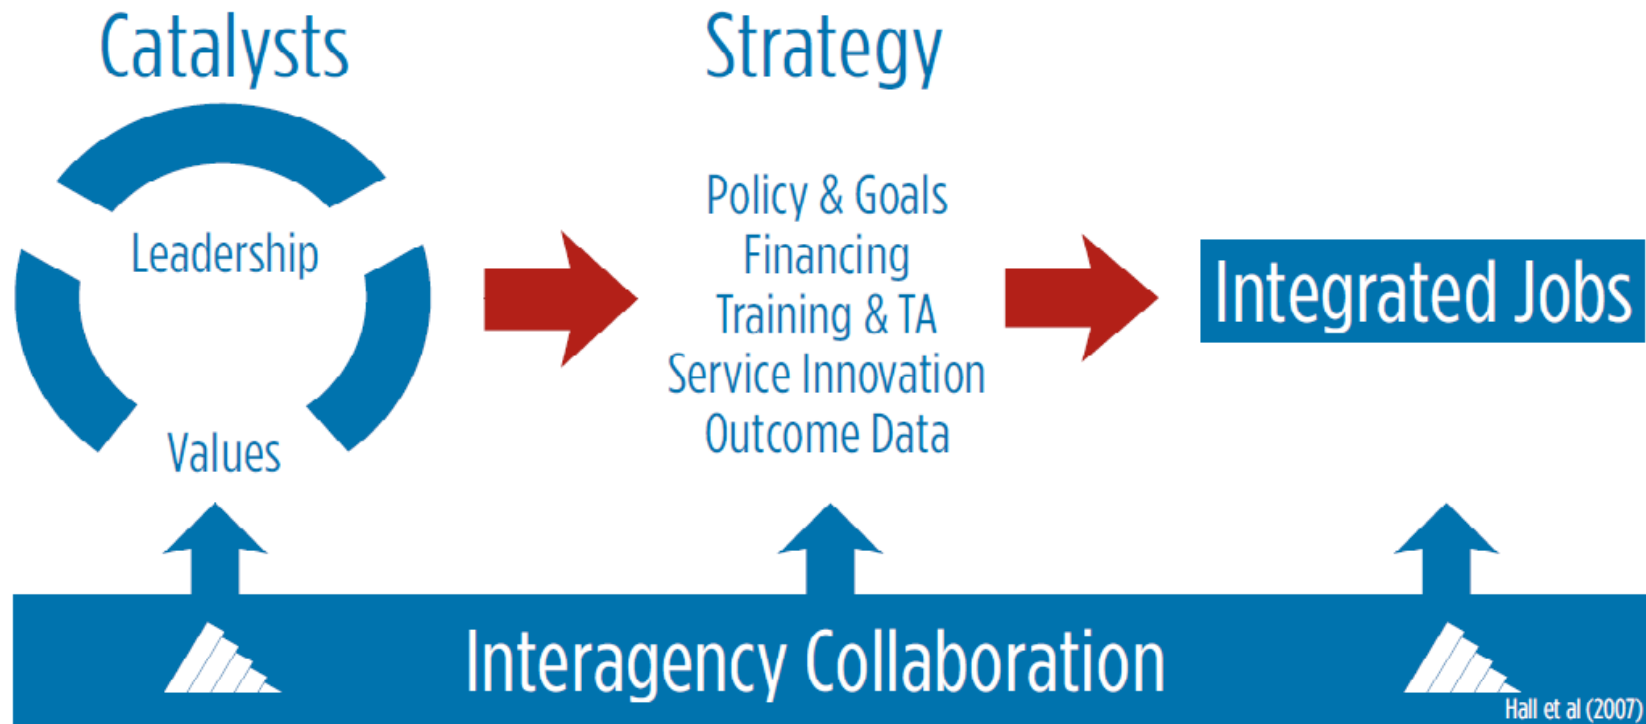 Catalysts
Leadership
Values
Strategy
Policy & Goals
Financing
Training & TA
Service Innovation
Outcome Data
Integrated Jobs
Interagency Collaboration
Hall et al (2007)